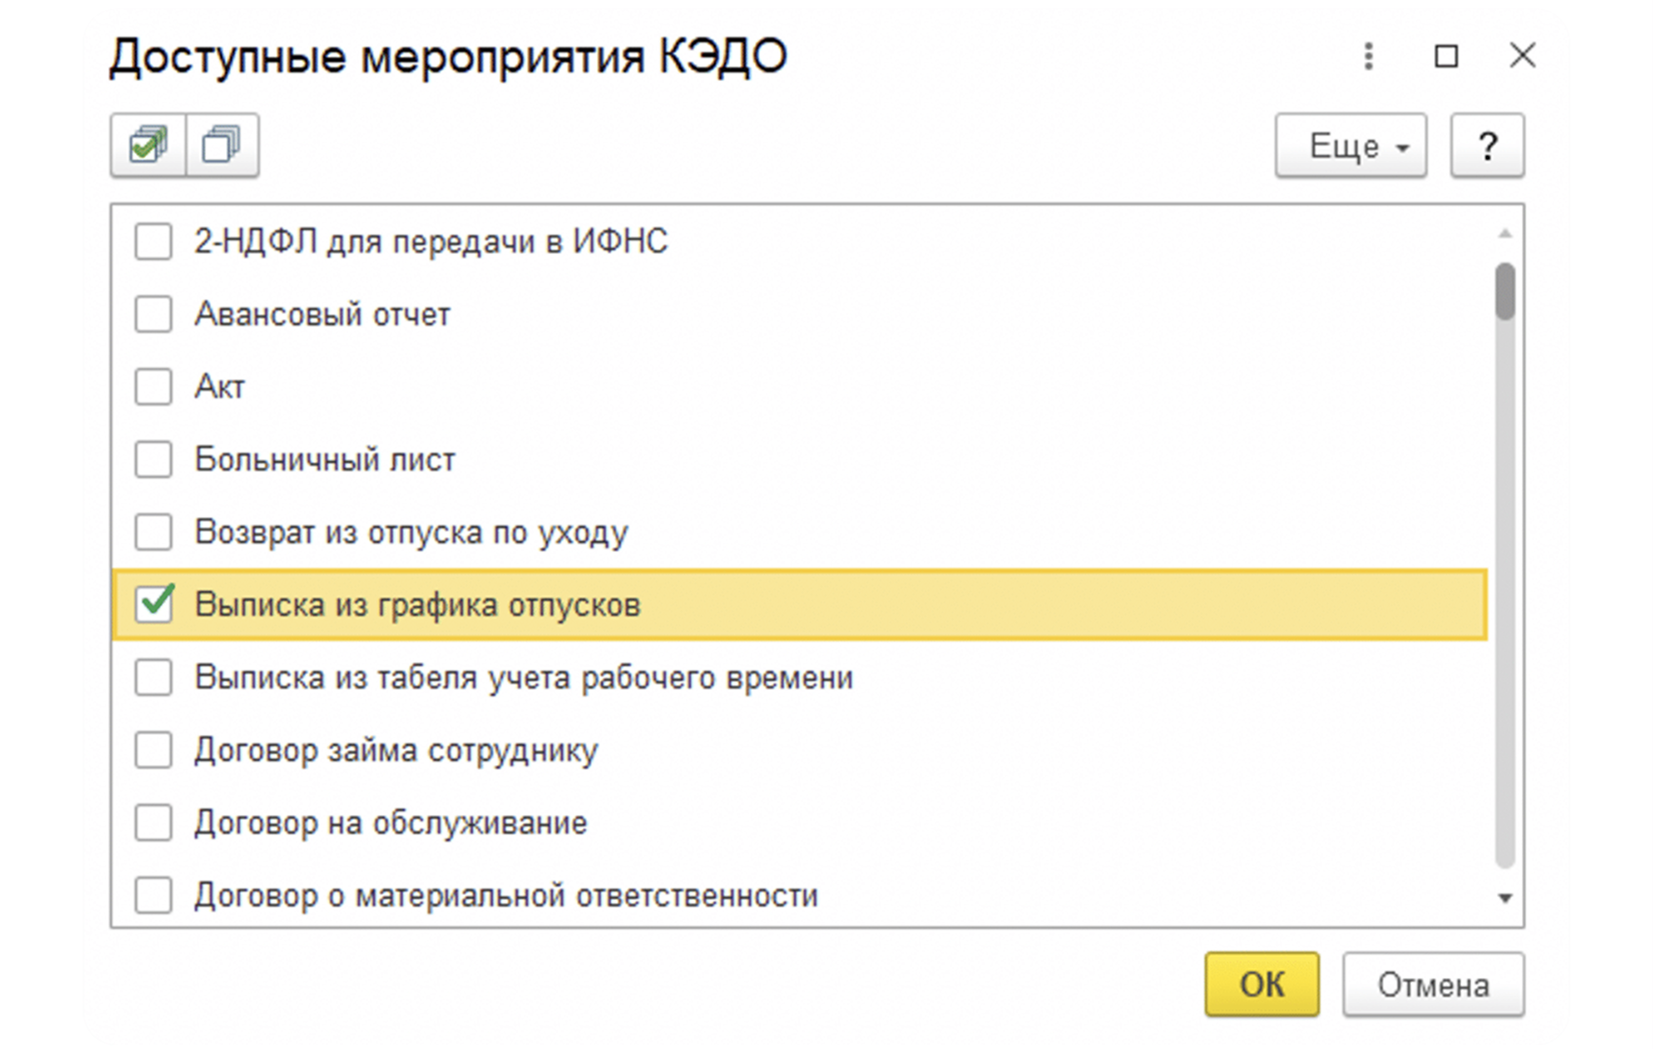 Доступные мероприятия КЭДО
Еще
?
2-НДФЛ для передачи в ИФНС
Авансовый отчет
Акт
Больничный лист
Возврат из отпуска по уходу
Выписка из графика отпусков
Выписка из табеля учета рабочего времени
Договор займа сотруднику
Договор на обслуживание
Договор о материальной ответственности
ОК
Отмена